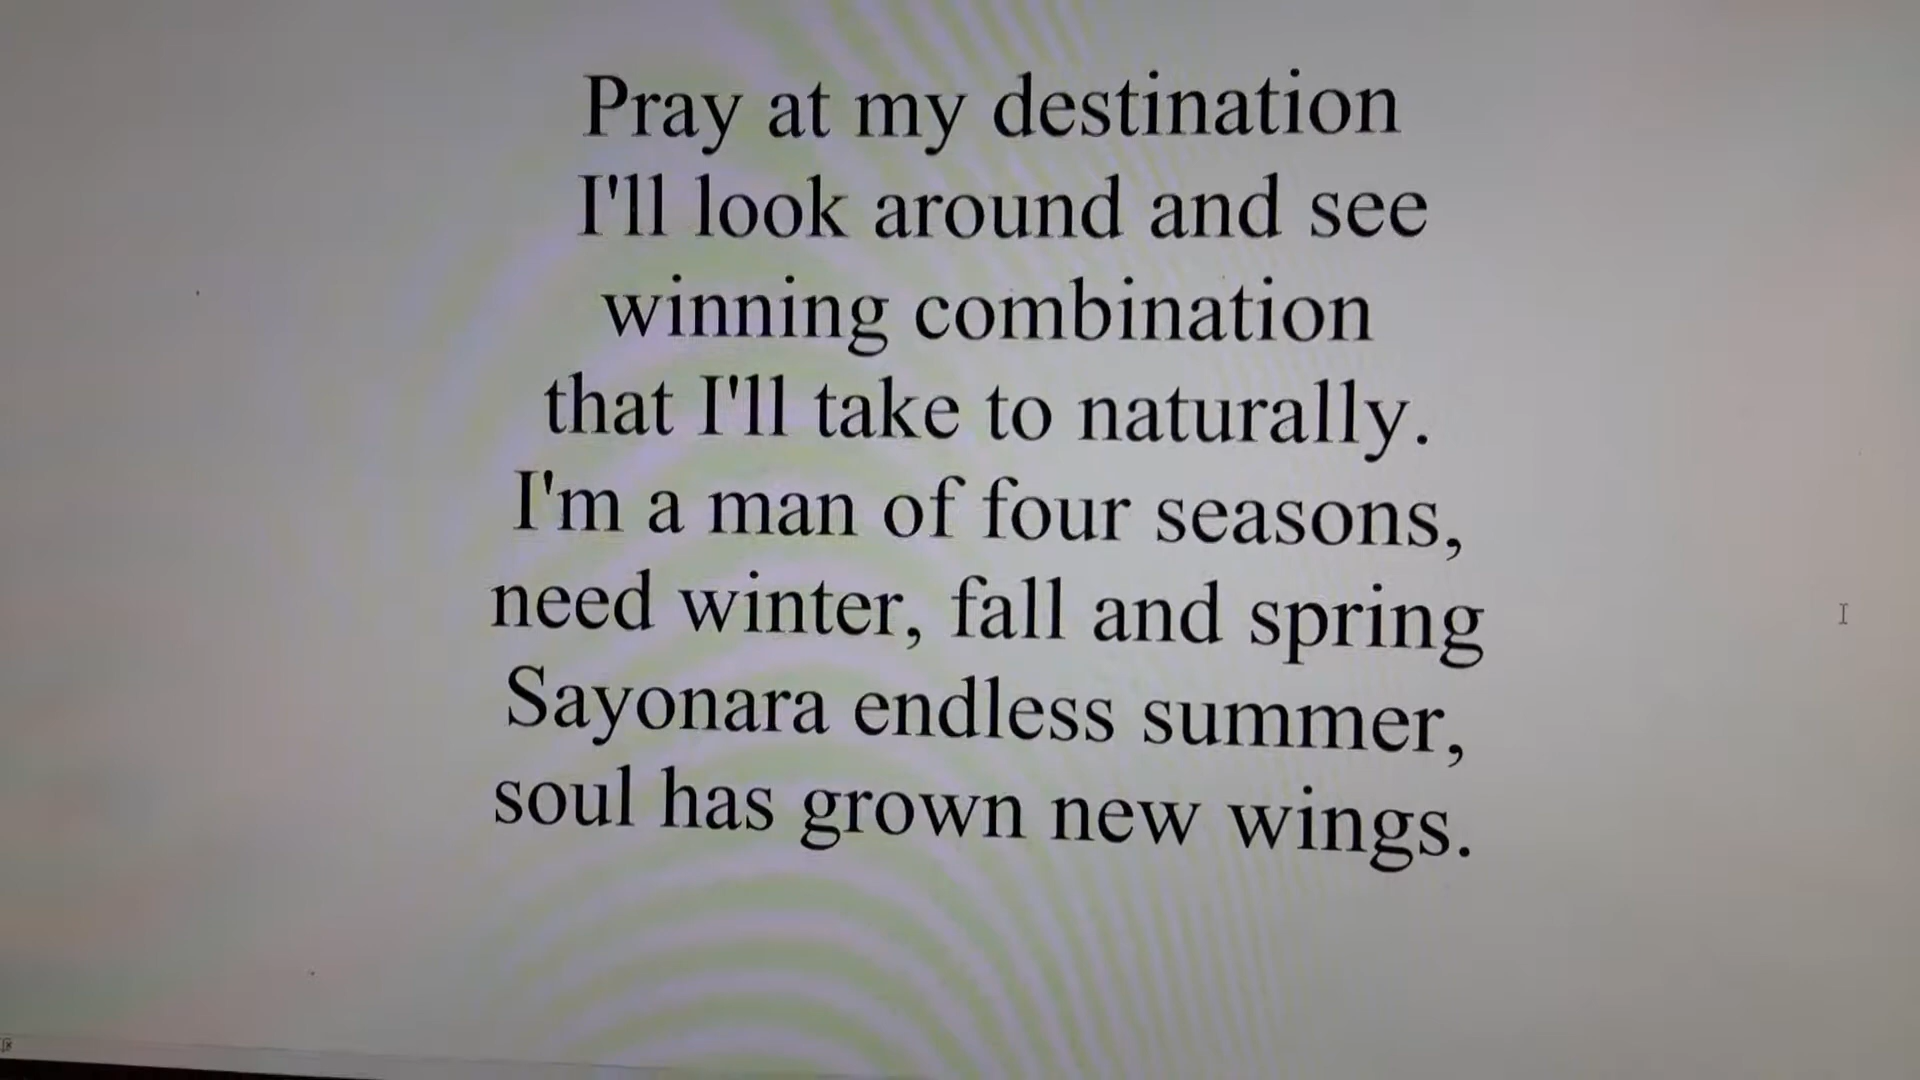 Pray at my destination
I'll look around and see
winning combination
that I'll take to naturally.
I'm a man of four seasons,
need winter, fall and spring
Sayonara endless summer,
soul has grown new wings.